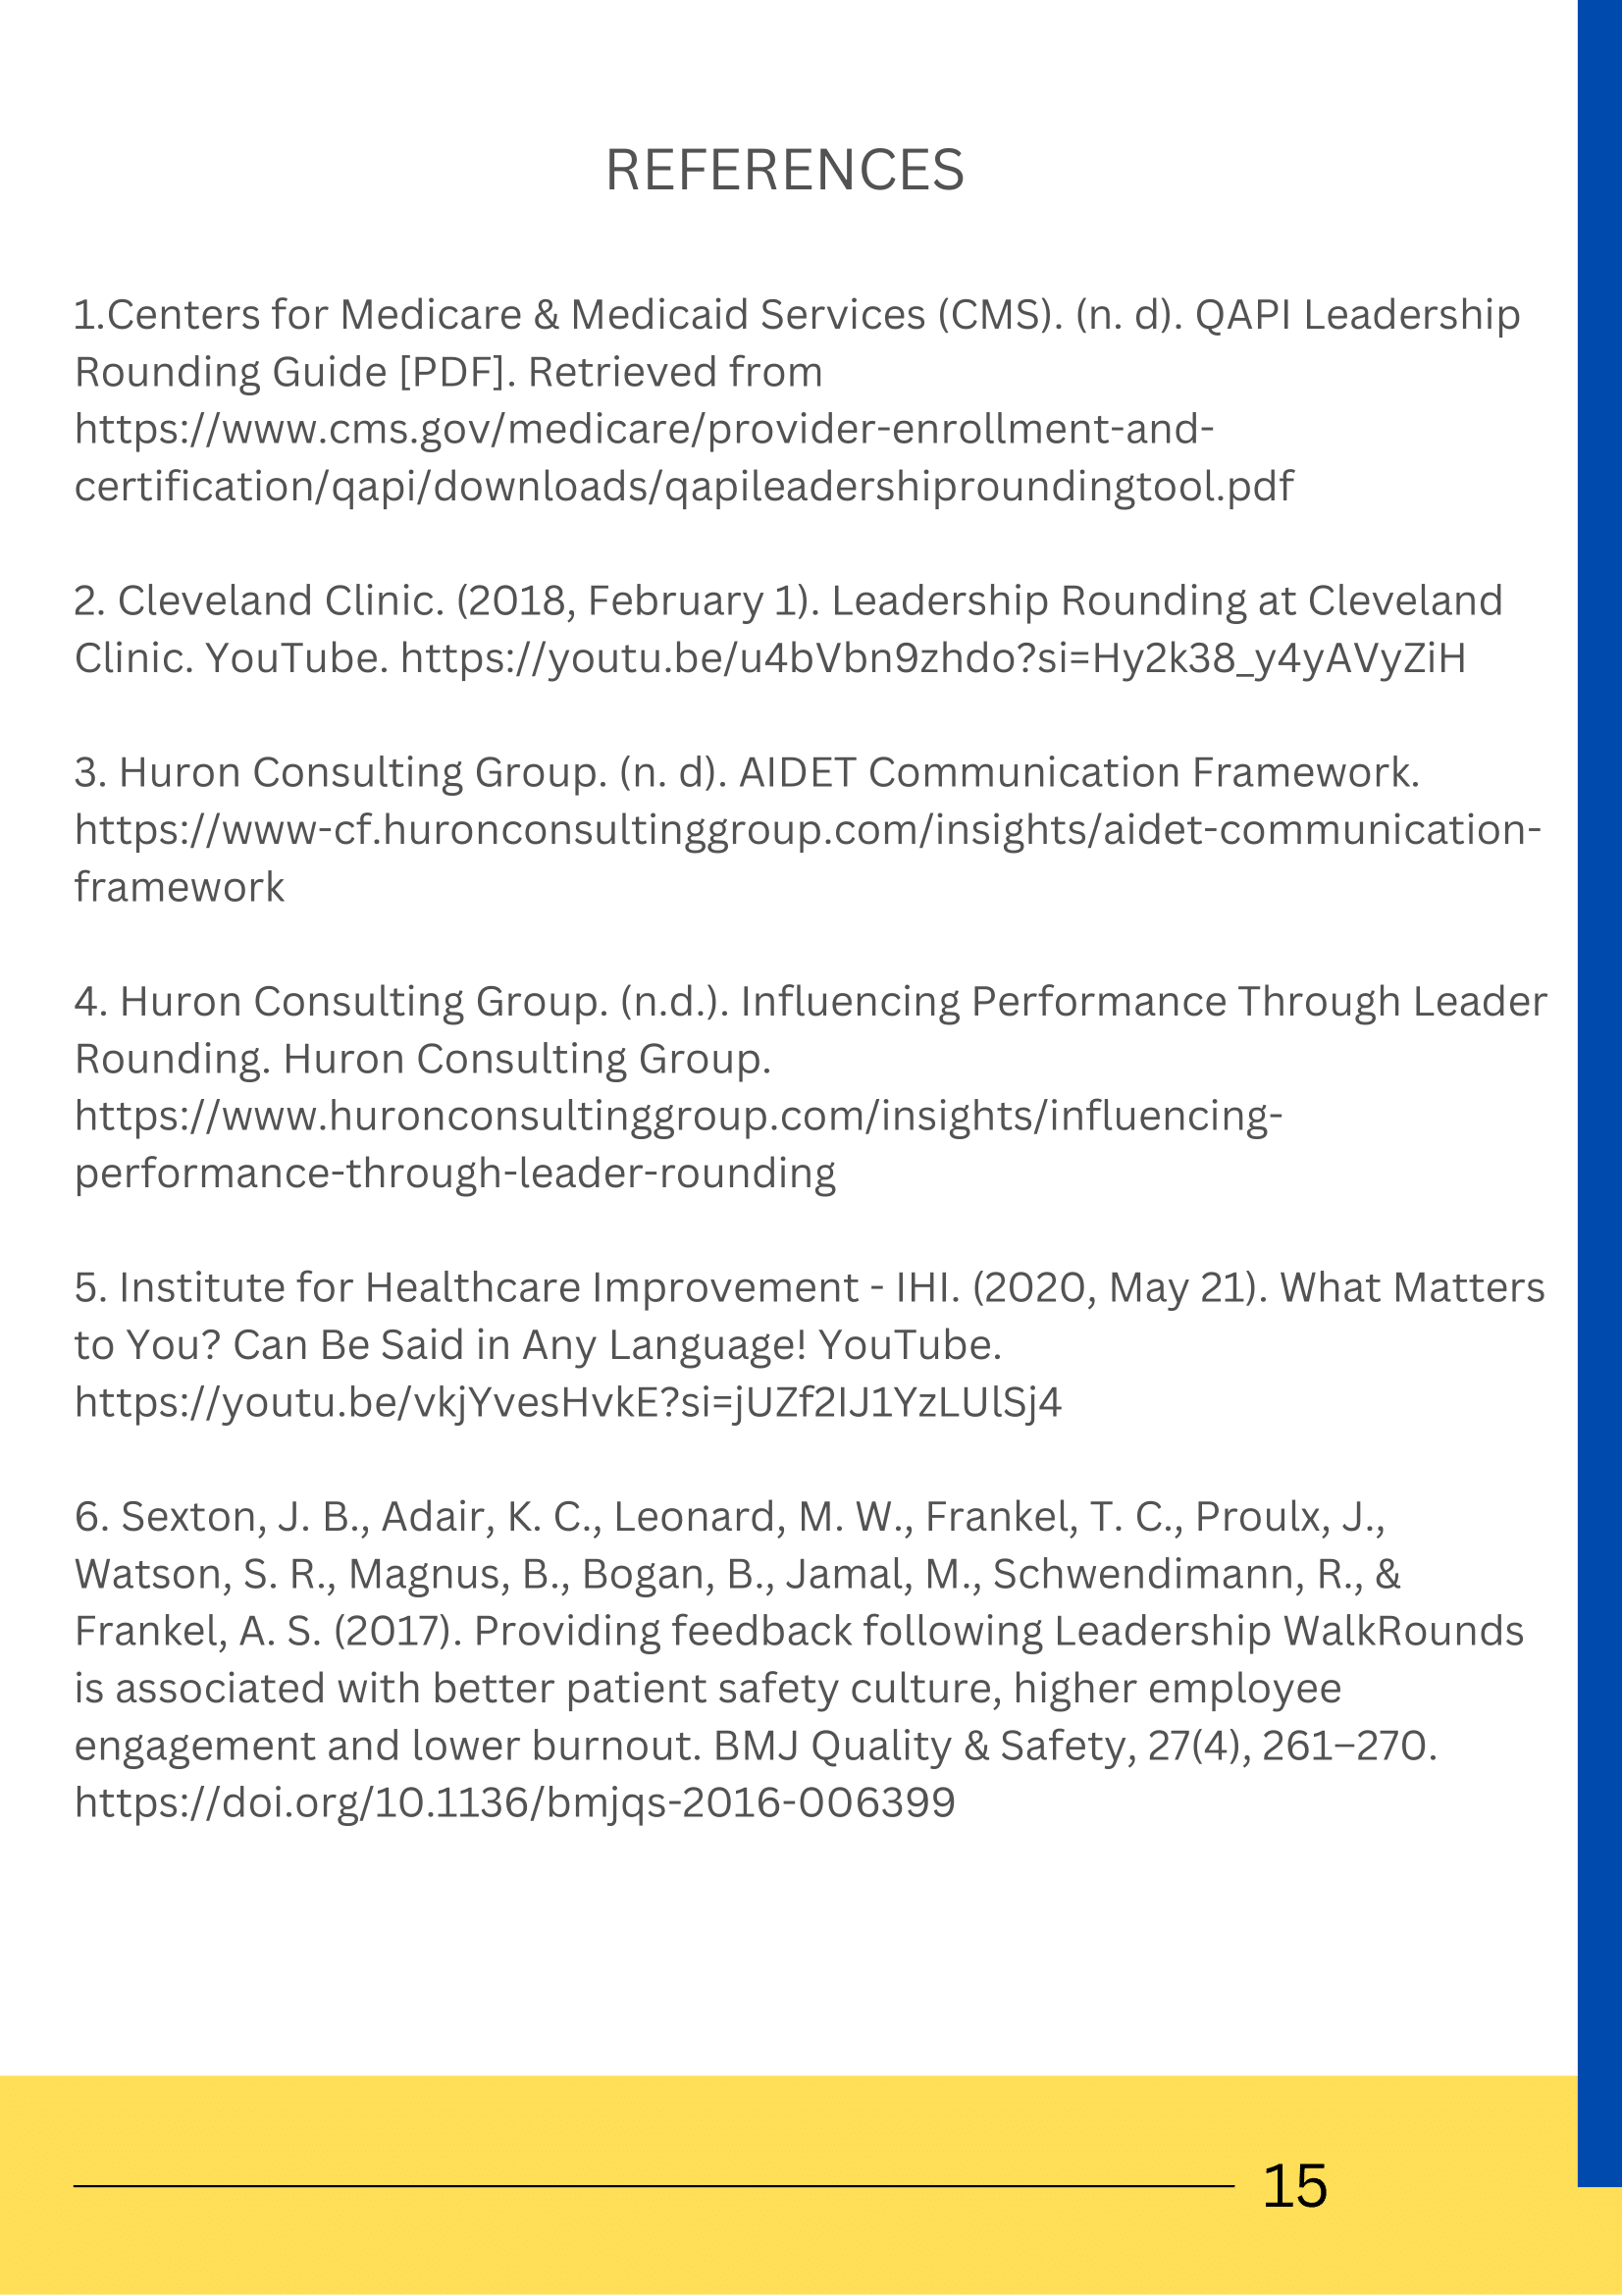 REFERENCES
1.Centers for Medicare & Medicaid Services (CMS). (n. d). QAPI Leadership
Rounding Guide [PDF]. Retrieved from
https://www.cms.gov/medicare/provider-enrollment-and-
certification/qapi/downloads/qapileadershiproundingtool.pdf
2. Cleveland Clinic. (2018, February 1). Leadership Rounding at Cleveland
Clinic. YouTube. https://youtu.be/u4bVbn9zhdo?si=Hy2k38_y4yAVyZiH
3. Huron Consulting Group. (n. d). AIDET Communication Framework.
https://www-cf.huronconsultinggroup.com/insights/aidet-communication-
framework
4. Huron Consulting Group. (n.d.). Influencing Performance Through Leader
Rounding. Huron Consulting Group.
https://www.huronconsultinggroup.com/insights/influencing-
performance-through-leader-rounding
5. Institute for Healthcare Improvement - IHI. (2020, May 21). What Matters
to You? Can Be Said in Any Language! YouTube.
https://youtu.be/vkjYvesHvkE?si=jUZf2IJ1YzLUlSj4
6. Sexton, J. B., Adair, K. C., Leonard, M. W., Frankel, T. C., Proulx, J.,
Watson, S. R., Magnus, B., Bogan, B., Jamal, M., Schwendimann, R., &
Frankel, A. S. (2017). Providing feedback following Leadership WalkRounds
is associated with better patient safety culture, higher employee
engagement and lower burnout. BMJ Quality & Safety, 27(4), 261–270.
https://doi.org/10.1136/bmjqs-2016-006399
15